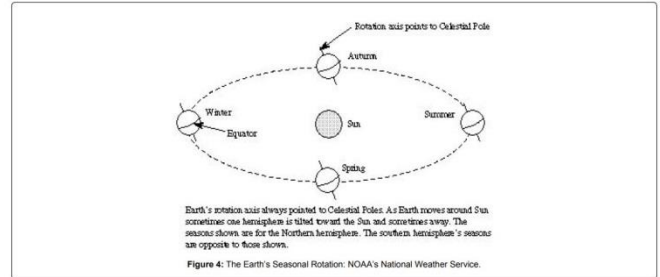 Rotation axis points to Celestial Pole
Autumn
Winter
Equator
Sun
Summer
Spring
Earth's rotation axis always pointed to Celestial Poles. As Earth moves around Sun
sometimes one hemisphere is tilted toward the Sun and sometimes away. The
seasons shown are for the Northern hemisphere. The southern hemisphere's seasons
are opposite to those shown.
Figure 4: The Earth's Seasonal Rotation: NOAA's National Weather Service.